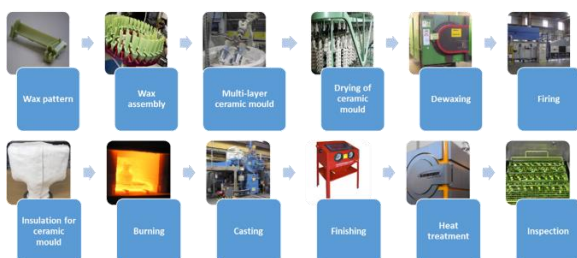 Wax pattern
Wax
assembly
Multi-layer
ceramic mould
Drying of
ceramic
mould
Dewaxing
Firing
Insulation for
ceramic
mould
Burning
Casting
Finishing
Heat
treatment
Inspection